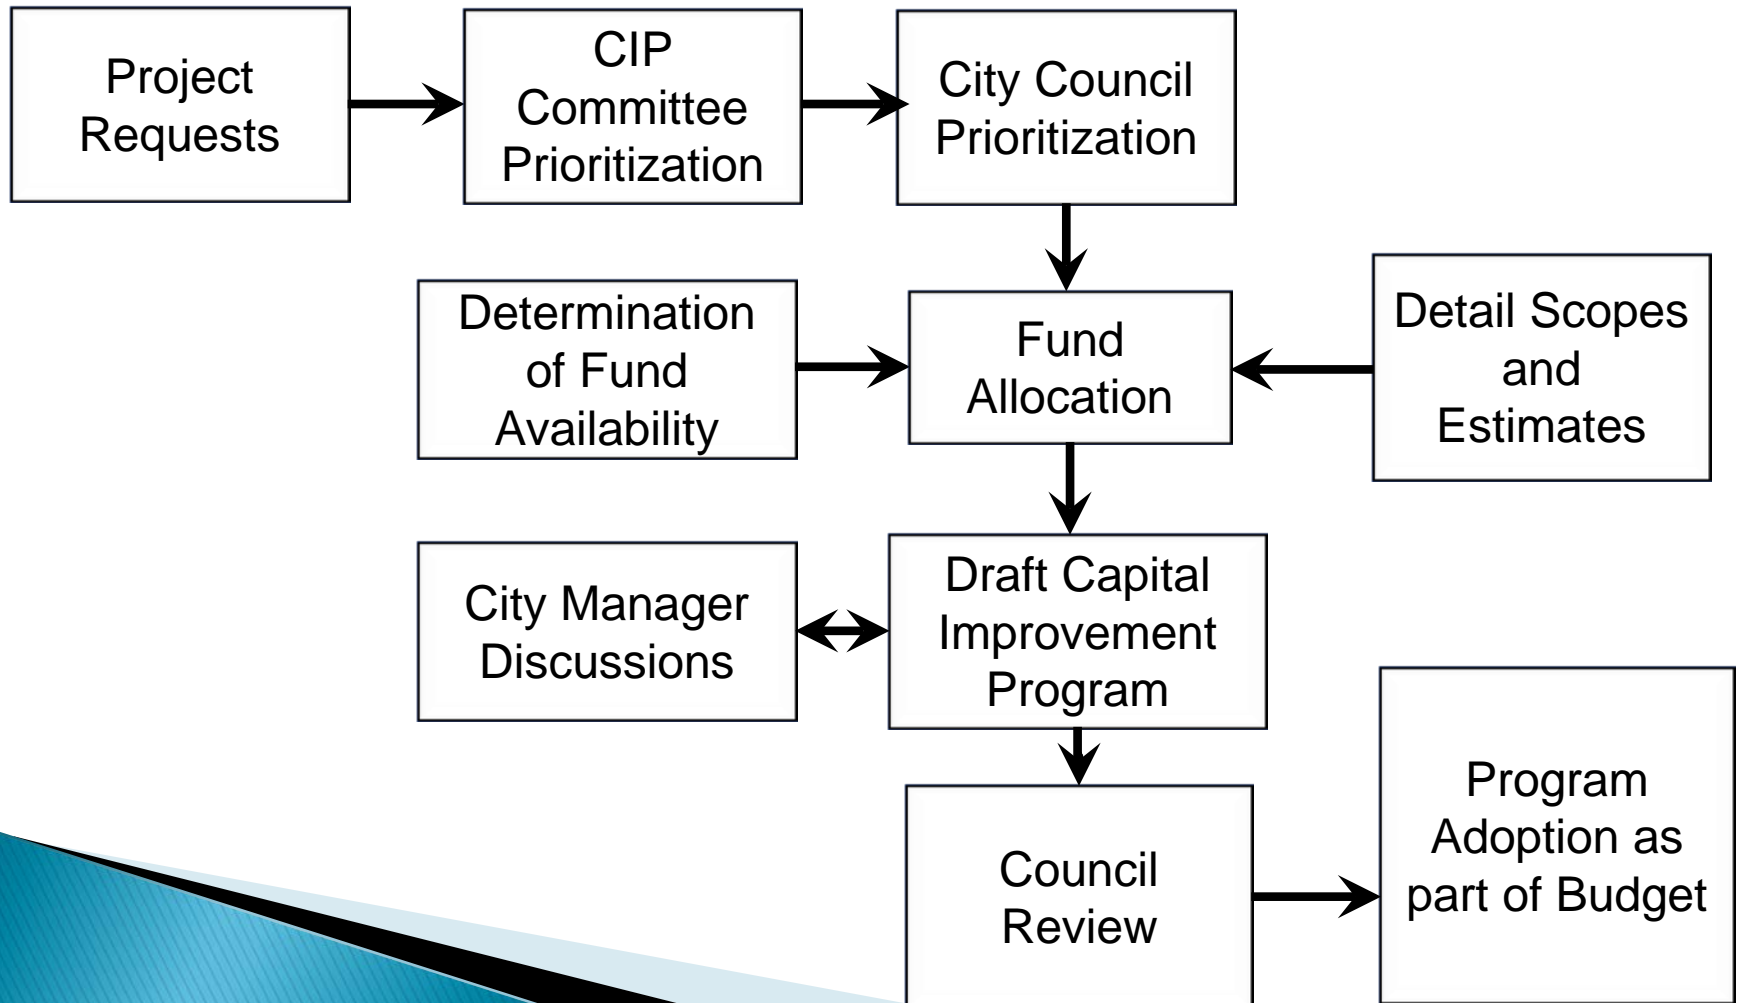 Project
Requests
CIP
Committee
Prioritization
City Council
Prioritization
Determination
of Fund
Availability
Fund
Allocation
Detail Scopes
and
Estimates
City Manager
Discussions
Draft Capital
Improvement
Program
Council
Review
Program
Adoption as
part of Budget